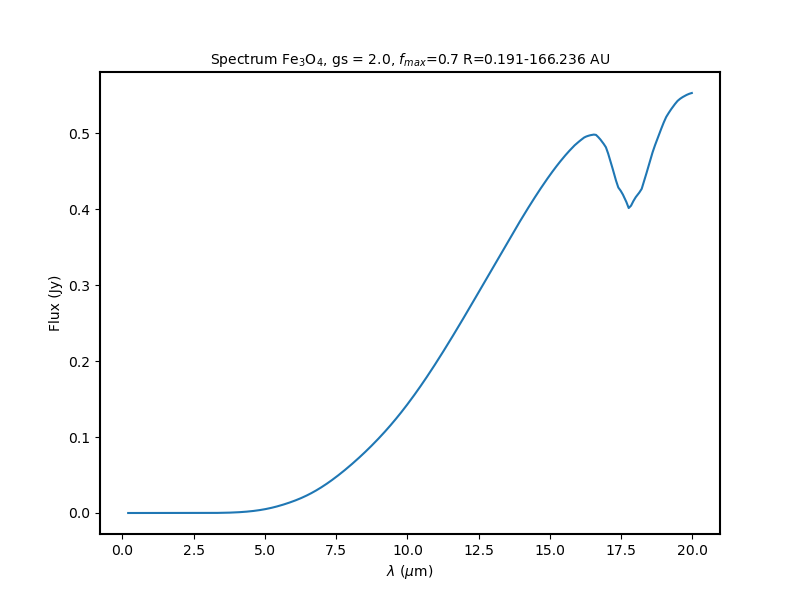 Spectrum Fe₃O₄, gs = 2.0, f_max=0.7 R=0.191-166.236 AU
0.5
0.4
0.3
0.2
0.1
0.0
Flux (Jy)
0.0 2.5 5.0 7.5 10.0 12.5 15.0 17.5 20.0
λ (μm)